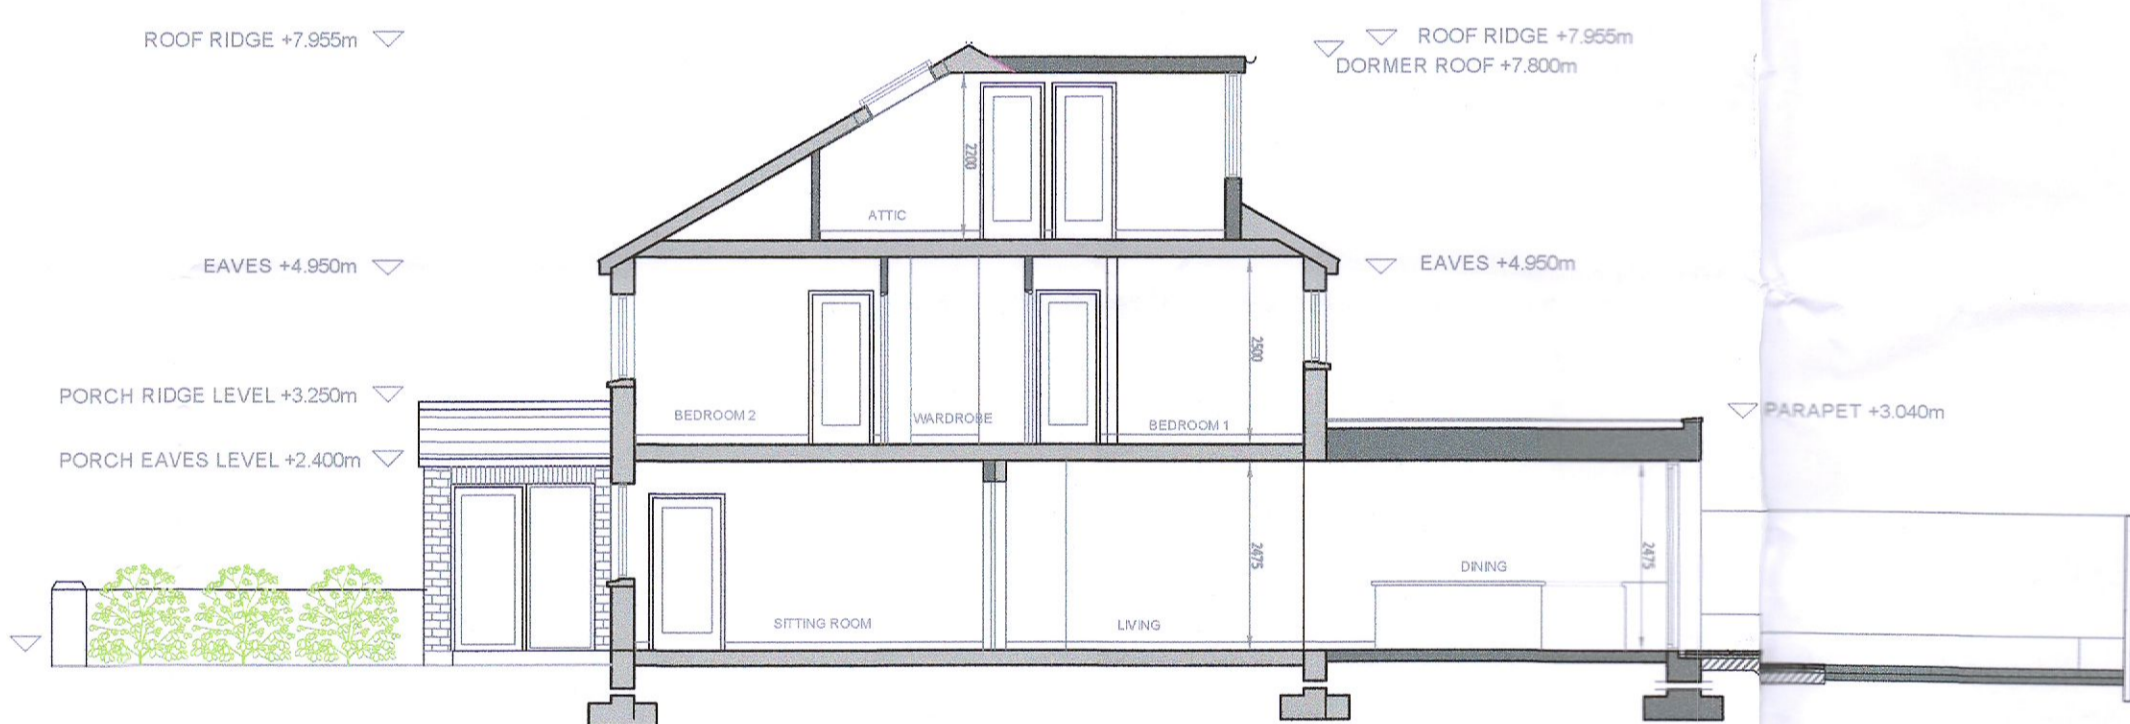 ROOF RIDGE +7.955m
ROOF RIDGE +7.955m
DORMER ROOF +7.800m
2200
ATTIC
EAVES +4.950m
EAVES +4.950m
2500
PORCH RIDGE LEVEL +3.250m
BEDROOM 2
WARDROBE
BEDROOM 1
PARAPET +3.040m
PORCH EAVES LEVEL +2.400m
2475
2475
DINING
SITTING ROOM
LIVING